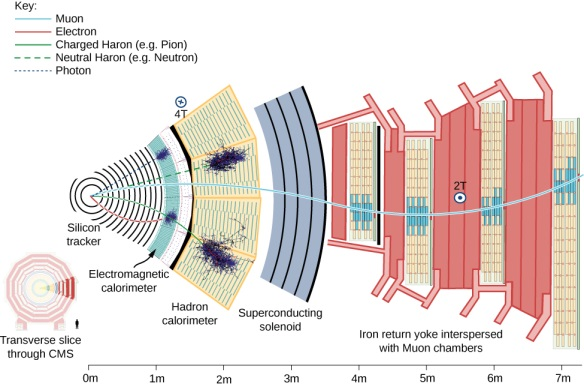 Key:
Muon
Electron
Charged Haron (e.g. Pion)
Neutral Haron (e.g. Neutron)
Photon
4T
2T
Silicon
tracker
Electromagnetic
calorimeter
Hadron
calorimeter
Superconducting
solenoid
Iron return yoke interspersed
with Muon chambers
Transverse slice
through CMS
0m
1m
2m
3m
4m
5m
6m
7m